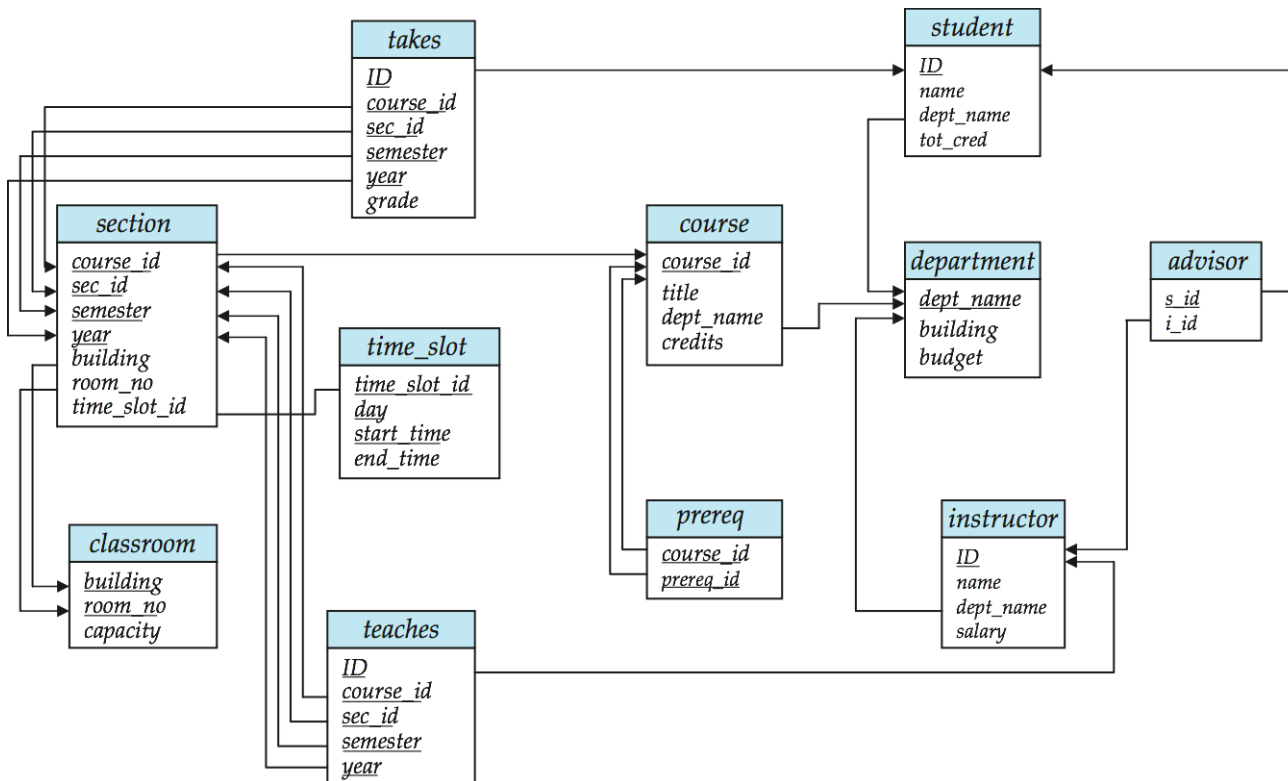 takes
ID
course_id
sec_id
semester
year
grade
student
ID
name
dept_name
tot_cred
section
course_id
sec_id
semester
year
building
room_no
time_slot_id
course
course_id
title
dept_name
credits
department
dept_name
building
budget
advisor
s_id
i_id
time_slot
time_slot_id
day
start_time
end_time
classroom
building
room_no
capacity
prereq
course_id
prereq_id
instructor
ID
name
dept_name
salary
teaches
ID
course_id
sec_id
semester
year